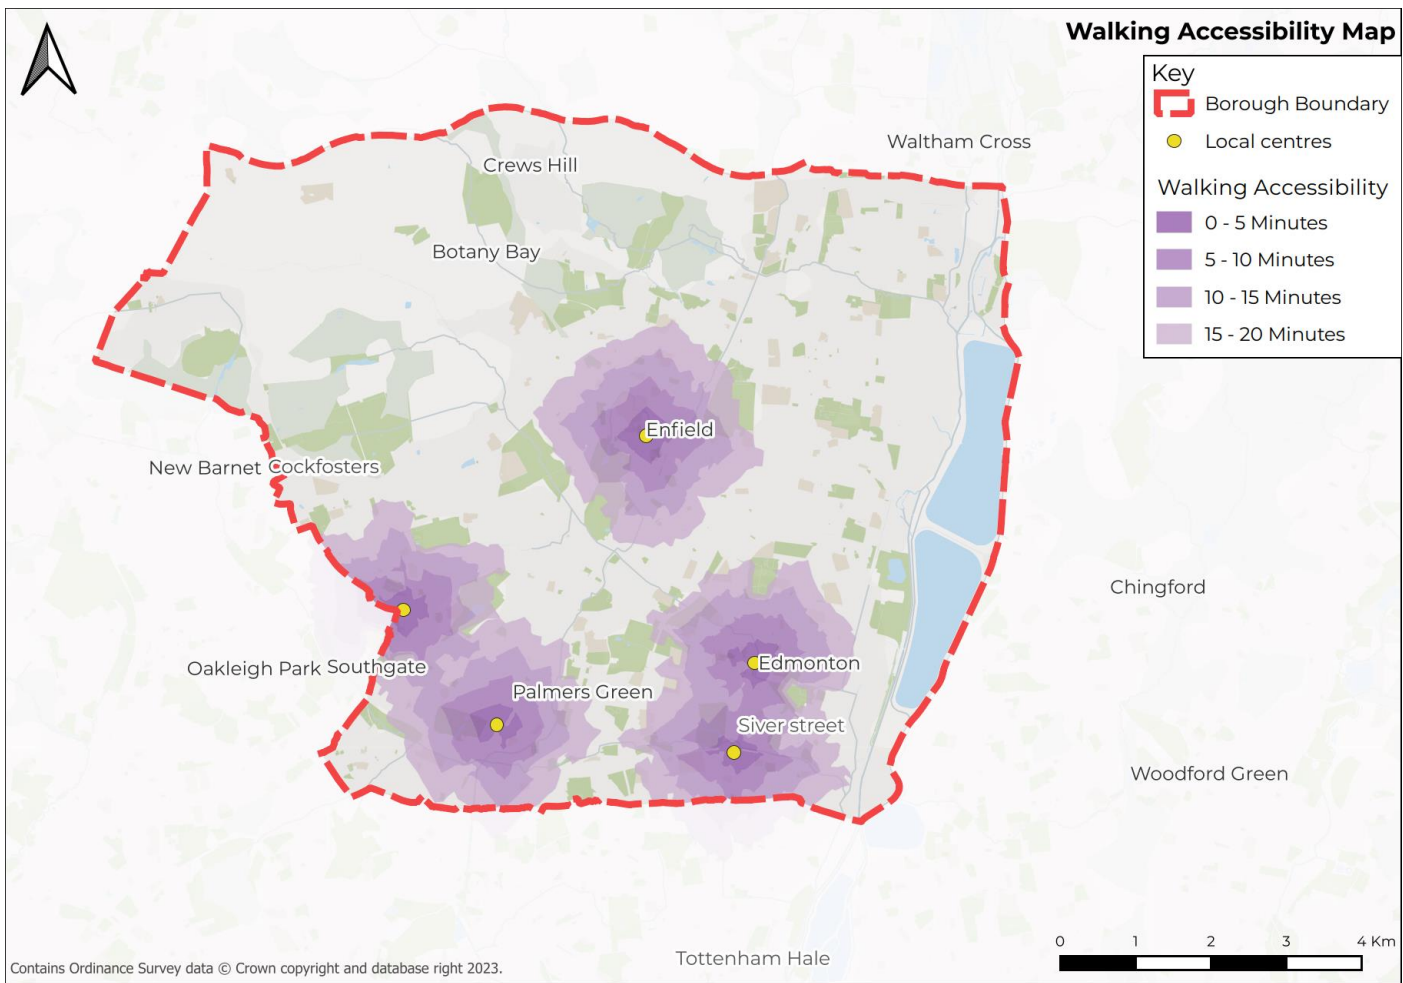 Walking Accessibility Map
Key
Borough Boundary
Local centres
Walking Accessibility
0 - 5 Minutes
5 - 10 Minutes
10 - 15 Minutes
15 - 20 Minutes
Waltham Cross
Crews Hill
Botany Bay
Enfield
New Barnet
Cockfosters
Chingford
Oakleigh Park
Southgate
Edmonton
Palmers Green
Siver street
Woodford Green
Tottenham Hale
0 1 2 3 4 Km
Contains Ordinance Survey data © Crown copyright and database right 2023.